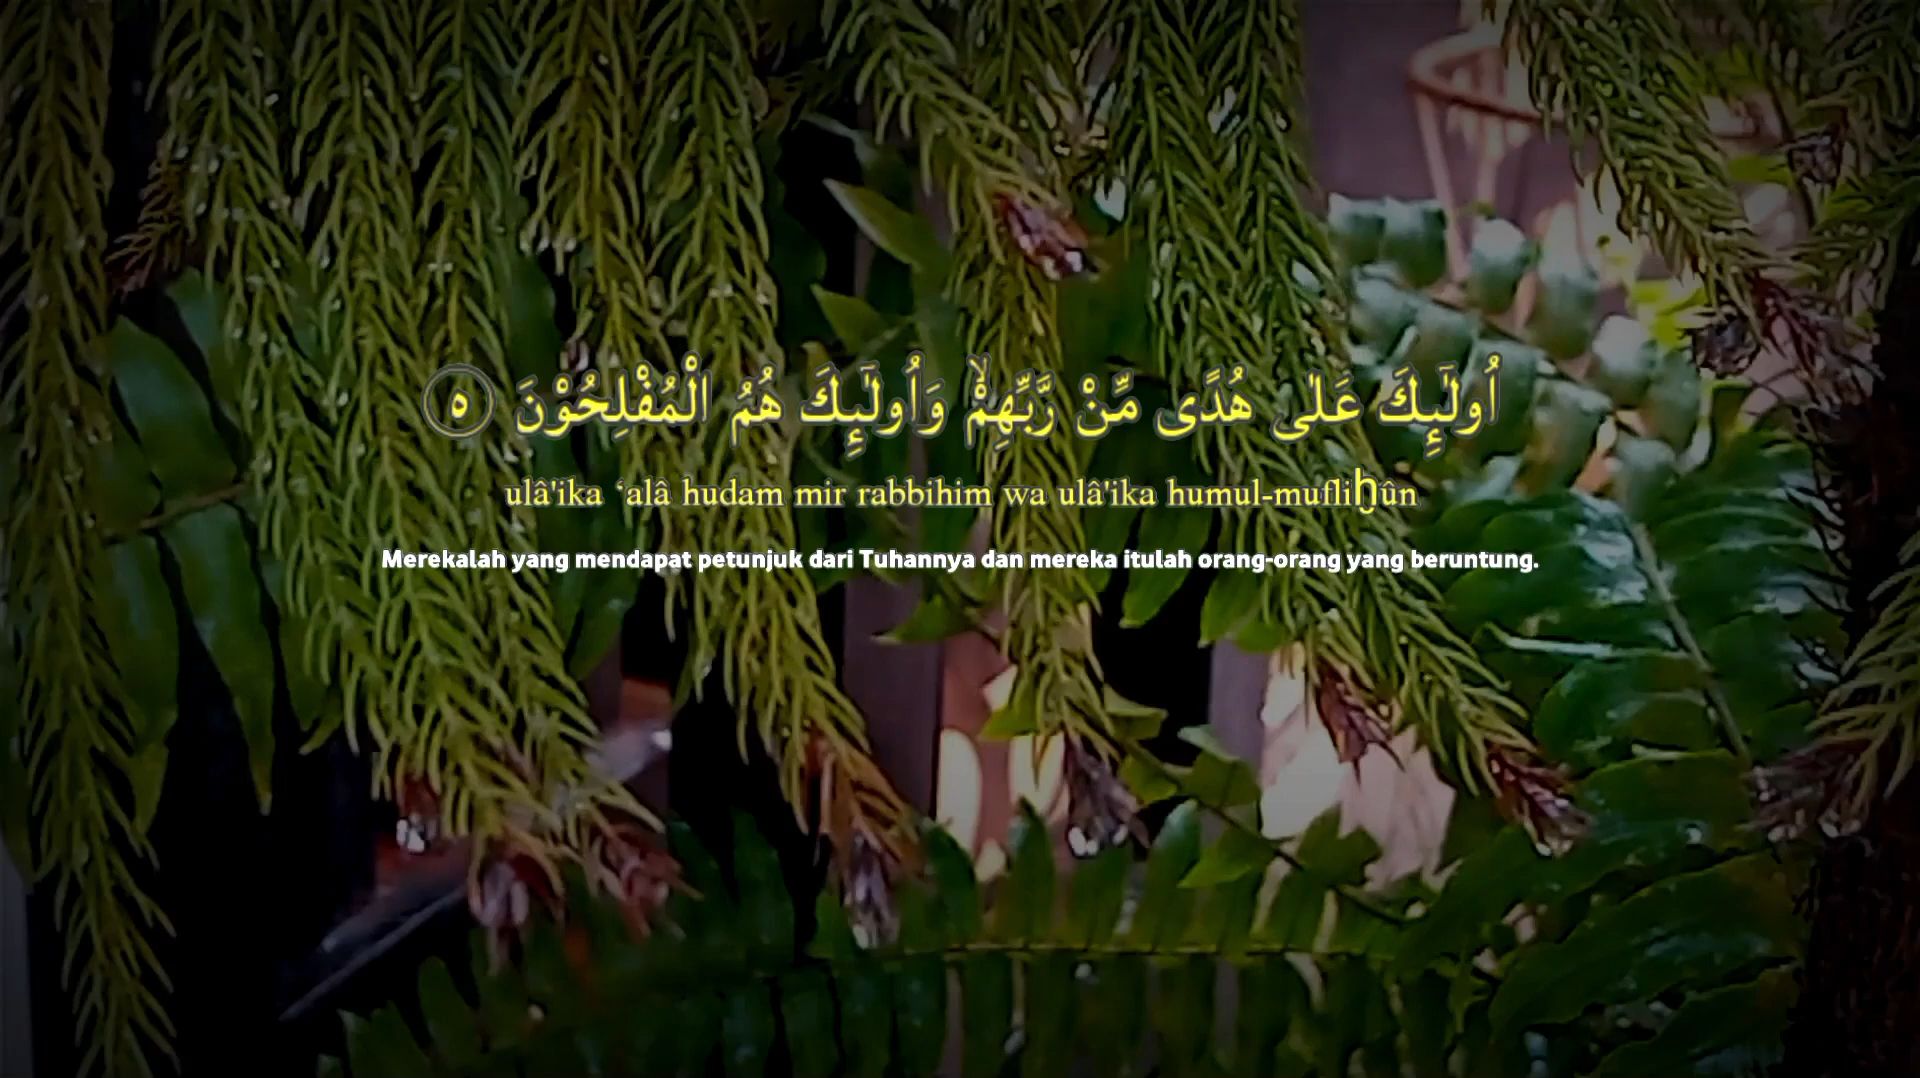 اُولٰۤىِٕكَ عَلٰى هُدًى مِّنْ رَّبِّهِمْۙ وَاُولٰۤىِٕكَ هُمُ الْمُفْلِحُوْنَ ۝٥
ulâ'ika ‘alâ hudam mir rabbihim wa ulâ'ika humul-mufliḫûn
Merekalah yang mendapat petunjuk dari Tuhannya dan mereka itulah orang-orang yang beruntung.